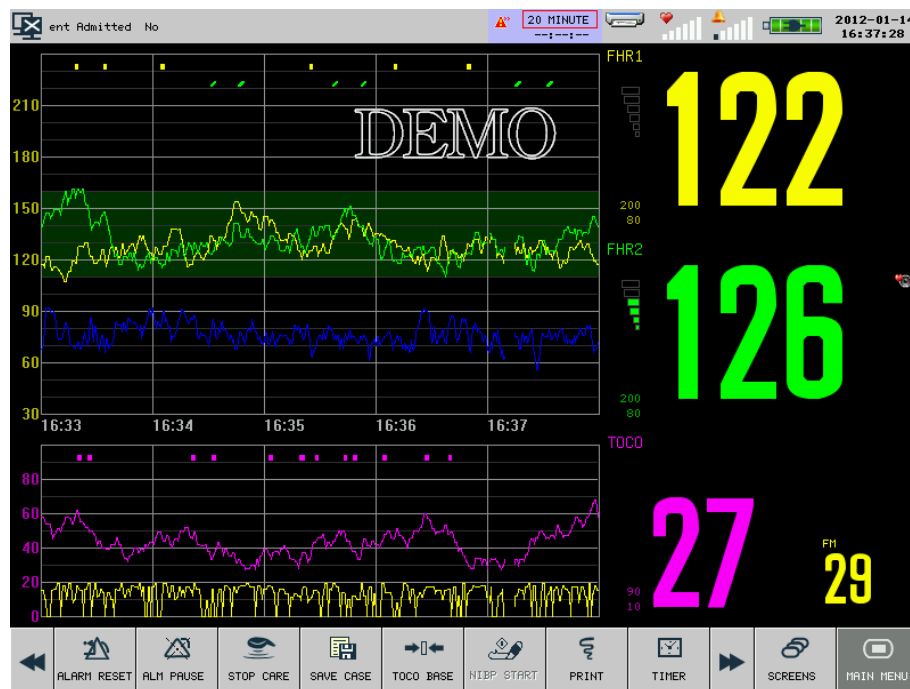 ent Admitted No
20 MINUTE
--:--:--
2012-01-14
16:37:28
FHR1
210
180
150
120
90
60
30
DEMO
122
200
80
FHR2
126
200
80
16:33 16:34 16:35 16:36 16:37
TOCO
80
60
40
20
0
27
90
10
FM
29
ALARM RESET
ALM PAUSE
STOP CARE
SAVE CASE
TOCO BASE
NIBP START
PRINT
TIMER
SCREENS
MAIN MENU